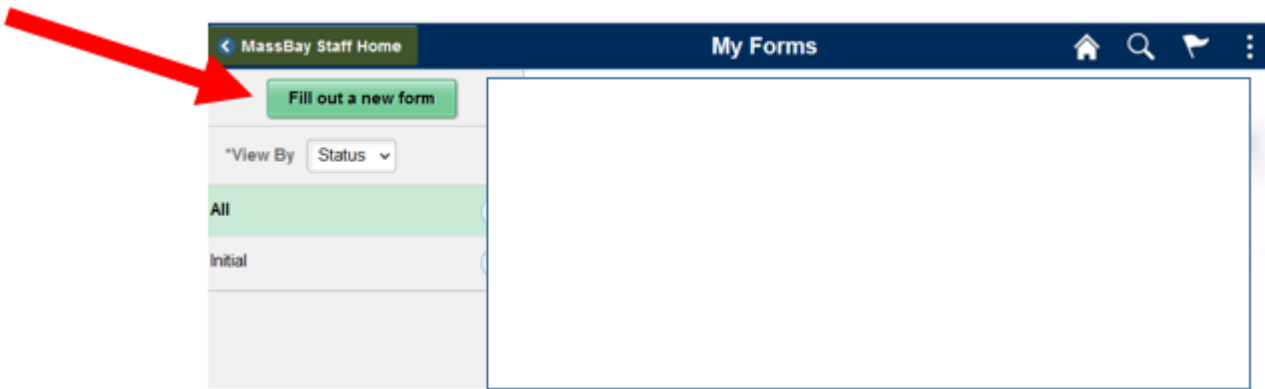 MassBay Staff Home
My Forms
Fill out a new form
*View By Status
All
Initial